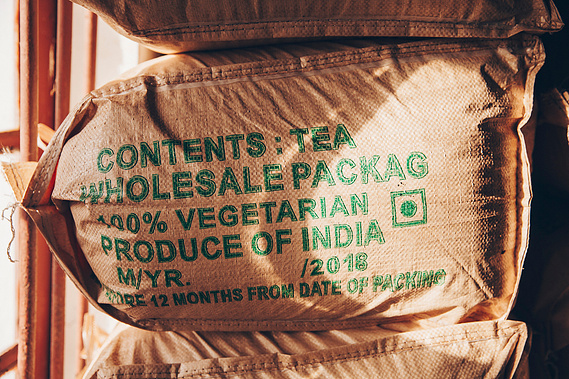 CONTENTS : TEA
WHOLESALE PACKAG
100% VEGETARIAN
PRODUCE OF INDIA
M/YR. /2018
12 MONTHS FROM DATE OF PACKING